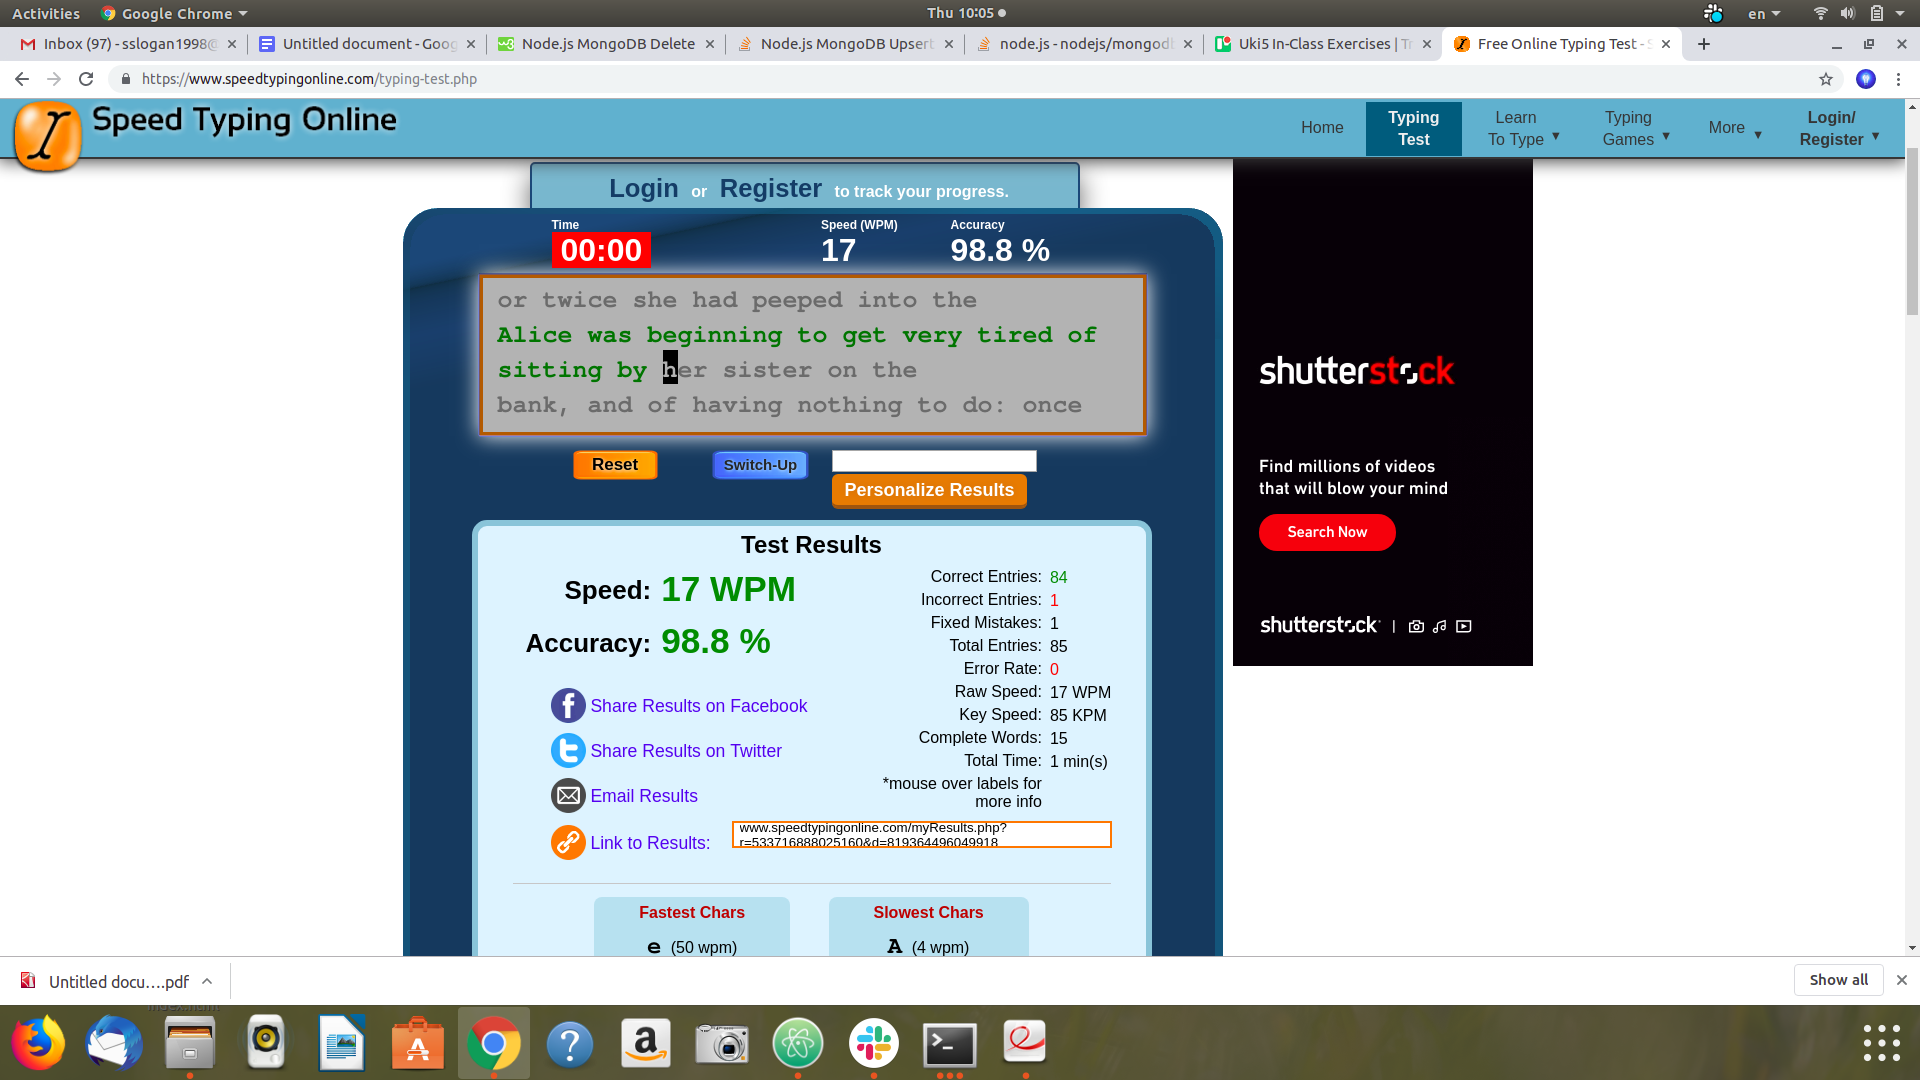 Activities Google Chrome Thu 10:05 en
Inbox (97) - sslogan1998@ Untitled document - Goog Node.js MongoDB Delete Node.js MongoDB Upsert node.js - nodejs/mongodb Uki5 In-Class Exercises | Tr Free Online Typing Test - S
https://www.speedtypingonline.com/typing-test.php
Speed Typing Online
Home
Typing
Test
Learn
To Type
Typing
Games
More
Login/
Register
Login or Register to track your progress.
Time Speed (WPM) Accuracy
00:00 17 98.8 %
or twice she had peeped into the
Alice was beginning to get very tired of
sitting by her sister on the
bank, and of having nothing to do: once
Reset Switch-Up
Personalize Results
Test Results
Speed: 17 WPM
Accuracy: 98.8 %
Correct Entries: 84
Incorrect Entries: 1
Fixed Mistakes: 1
Total Entries: 85
Error Rate: 0
Raw Speed: 17 WPM
Key Speed: 85 KPM
Complete Words: 15
Total Time: 1 min(s)
*mouse over labels for
more info
Share Results on Facebook
Share Results on Twitter
Email Results
Link to Results:
www.speedtypingonline.com/myResults.php?
r=533716888025160&d=819364496049918
Fastest Chars
e (50 wpm)
Slowest Chars
A (4 wpm)
shutterstock
Find millions of videos
that will blow your mind
Search Now
shutterstock
Untitled docu....pdf
Show all